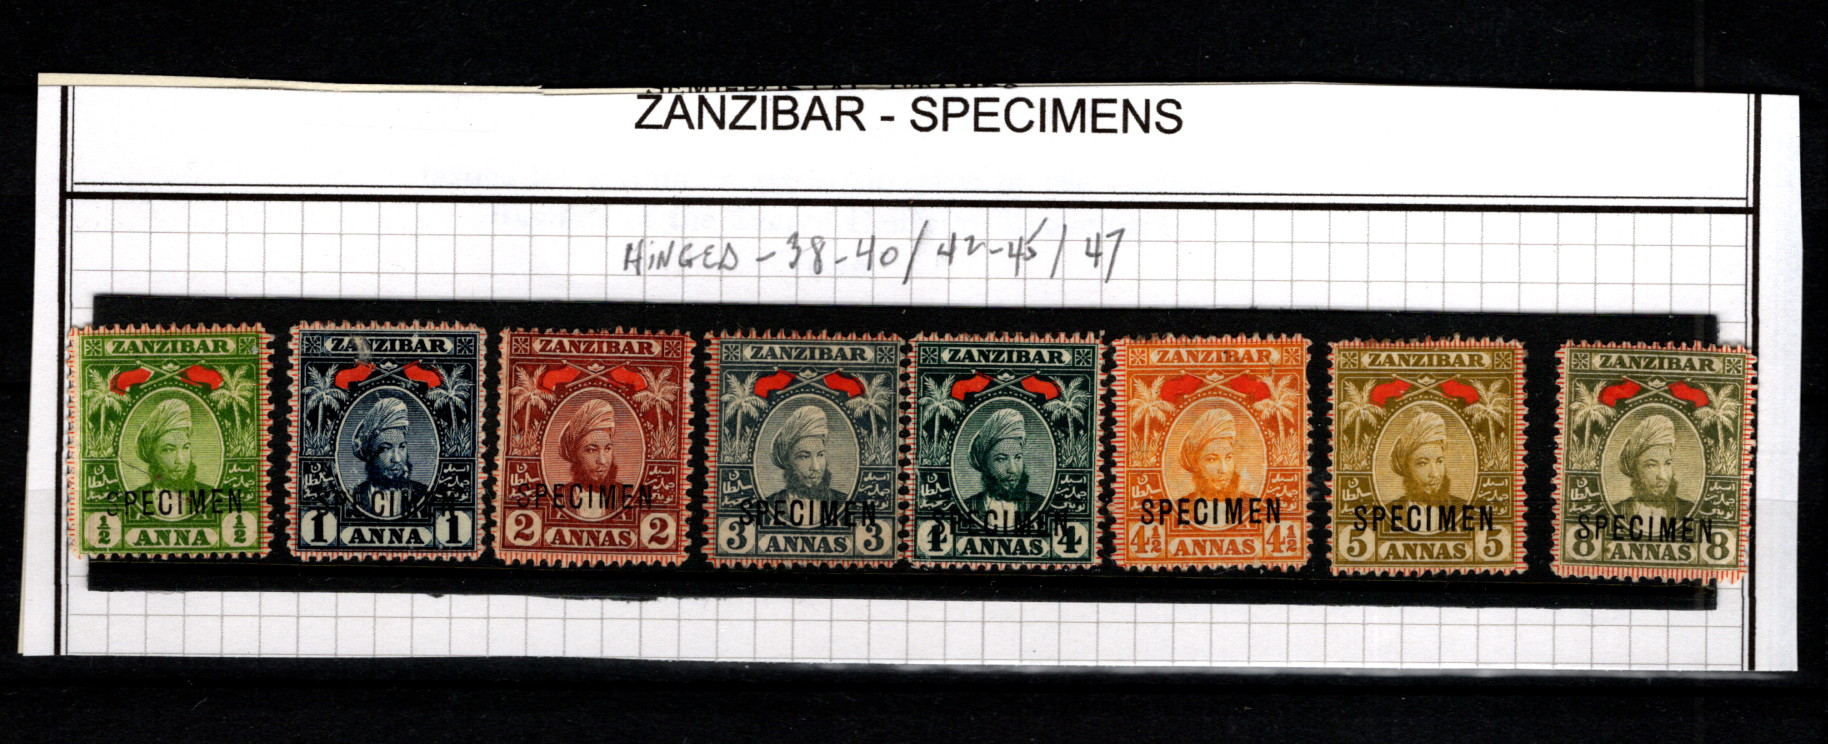 ZANZIBAR - SPECIMENS
HINGED - 38-40 / 42-45 / 47
ZANZIBAR ZANZIBAR ZANZIBAR ZANZIBAR ZANZIBAR ZANZIBAR ZANZIBAR ZANZIBAR
SPECIMEN SPECIMEN SPECIMEN SPECIMEN SPECIMEN SPECIMEN SPECIMEN SPECIMEN
½ ANNA ½ 1 ANNA 1 2 ANNAS 2 3 ANNAS 3 4 ANNAS 4 4½ ANNAS 4½ 5 ANNAS 5 8 ANNAS 8